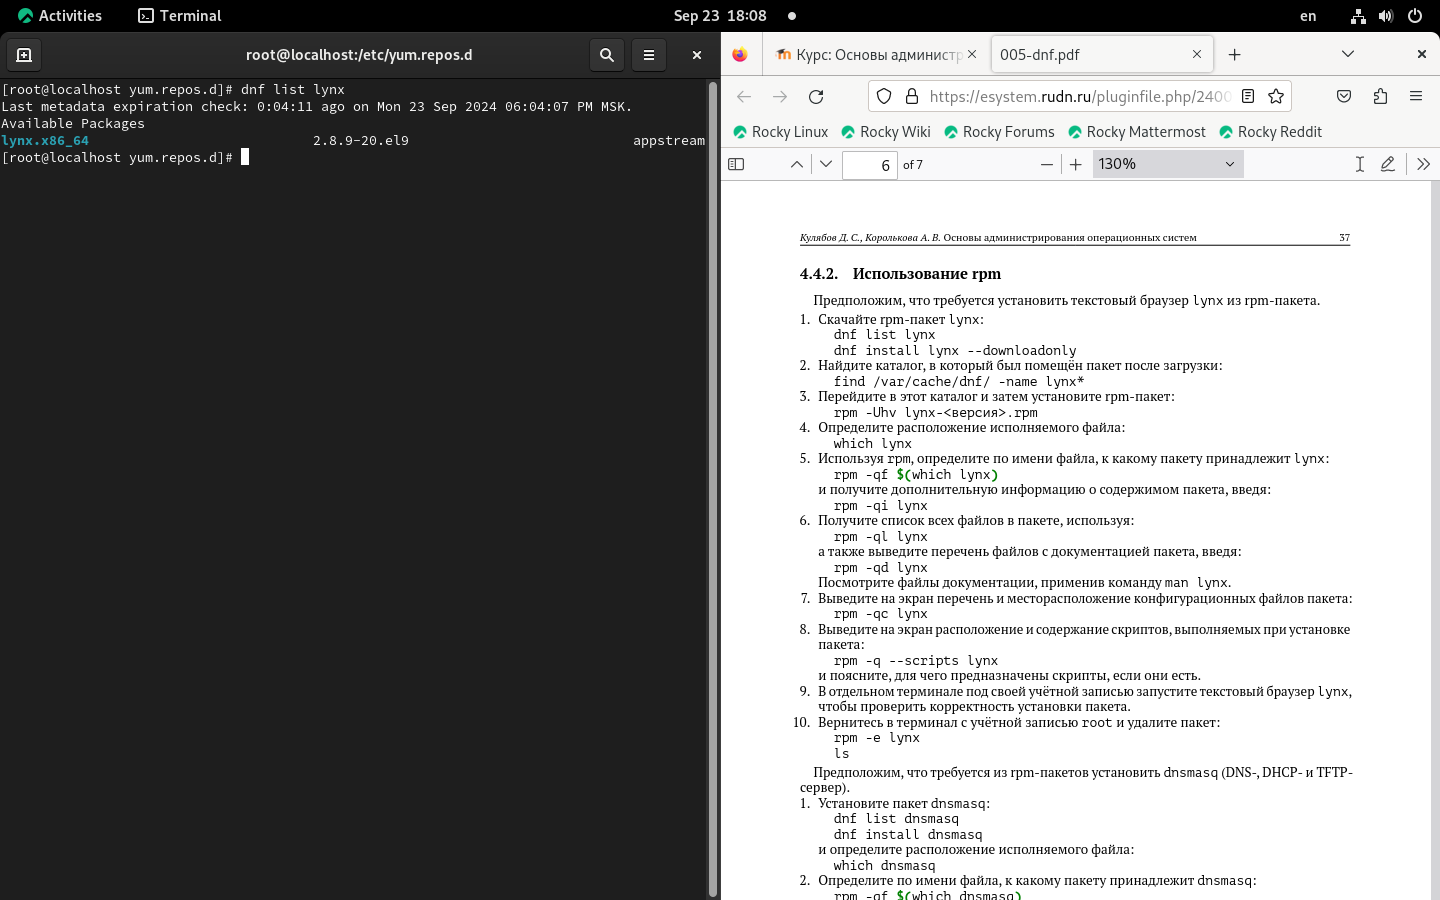 Activities
Terminal
Sep 23 18:08
en
root@localhost:/etc/yum.repos.d
[root@localhost yum.repos.d]# dnf list lynx
Last metadata expiration check: 0:04:11 ago on Mon 23 Sep 2024 06:04:07 PM MSK.
Available Packages
lynx.x86_64 2.8.9-20.el9 appstream
[root@localhost yum.repos.d]#
Курс: Основы администр
005-dnf.pdf
https://esystem.rudn.ru/pluginfile.php/2400
Rocky Linux
Rocky Wiki
Rocky Forums
Rocky Mattermost
Rocky Reddit
6 of 7
130%
Кулябов Д. С., Королькова А. В. Основы администрирования операционных систем 37
4.4.2. Использование rpm
Предположим, что требуется установить текстовый браузер lynx из rpm-пакета.
1. Скачайте rpm-пакет lynx:
dnf list lynx
dnf install lynx --downloadonly
2. Найдите каталог, в который был помещён пакет после загрузки:
find /var/cache/dnf/ -name lynx*
3. Перейдите в этот каталог и затем установите rpm-пакет:
rpm -Uhv lynx-<версия>.rpm
4. Определите расположение исполняемого файла:
which lynx
5. Используя rpm, определите по имени файла, к какому пакету принадлежит lynx:
rpm -qf $(which lynx)
и получите дополнительную информацию о содержимом пакета, введя:
rpm -qi lynx
6. Получите список всех файлов в пакете, используя:
rpm -ql lynx
а также выведите перечень файлов с документацией пакета, введя:
rpm -qd lynx
Посмотрите файлы документации, применив команду man lynx.
7. Выведите на экран перечень и месторасположение конфигурационных файлов пакета:
rpm -qc lynx
8. Выведите на экран расположение и содержание скриптов, выполняемых при установке
пакета:
rpm -q --scripts lynx
и поясните, для чего предназначены скрипты, если они есть.
9. В отдельном терминале под своей учётной записью запустите текстовый браузер lynx,
чтобы проверить корректность установки пакета.
10. Вернитесь в терминал с учётной записью root и удалите пакет:
rpm -e lynx
ls
Предположим, что требуется из rpm-пакетов установить dnsmasq (DNS-, DHCP- и TFTP-
сервер).
1. Установите пакет dnsmasq:
dnf list dnsmasq
dnf install dnsmasq
и определите расположение исполняемого файла:
which dnsmasq
2. Определите по имени файла, к какому пакету принадлежит dnsmasq:
rpm -qf $(which dnsmasq)